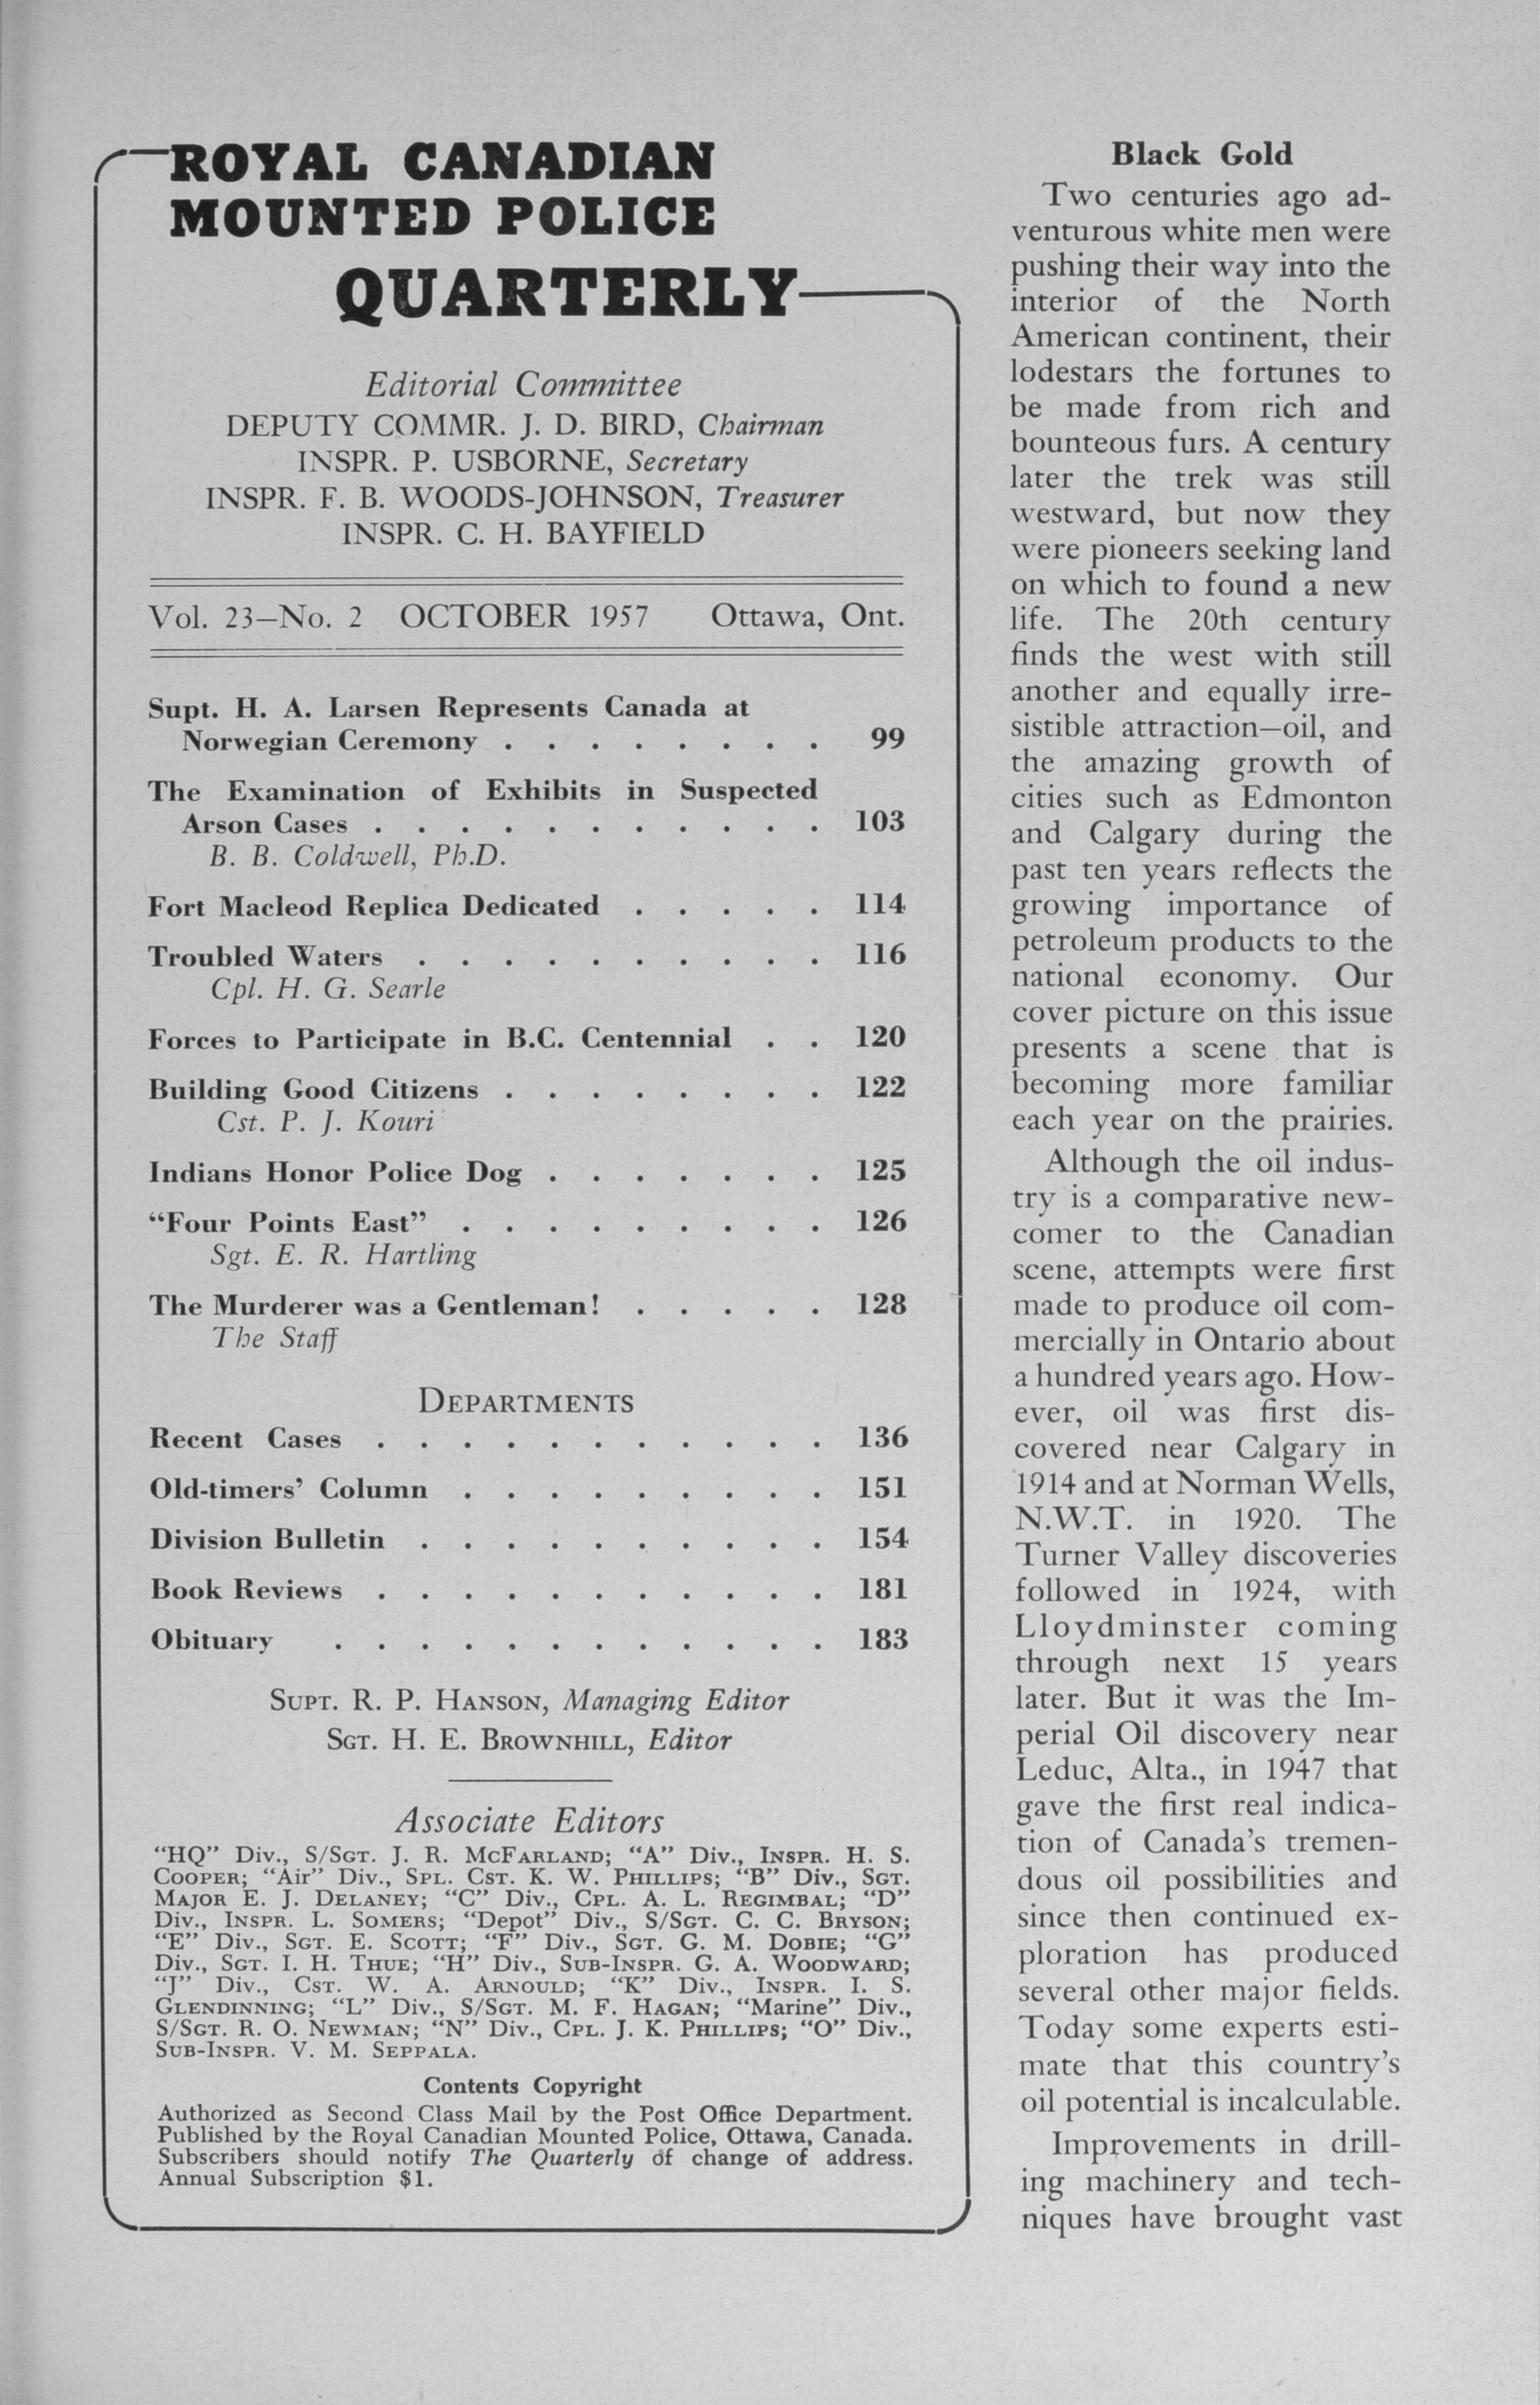 ROYAL CANADIAN
MOUNTED POLICE
QUARTERLY
Editorial Committee
DEPUTY COMMR. J. D. BIRD, Chairman
INSPR. P. USBORNE, Secretary
INSPR. F. B. WOODS-JOHNSON, Treasurer
INSPR. C. H. BAYFIELD
Vol. 23–No. 2 OCTOBER 1957 Ottawa, Ont.
Supt. H. A. Larsen Represents Canada at
Norwegian Ceremony . . . . . . . . 99
The Examination of Exhibits in Suspected
Arson Cases . . . . . . . . . . . 103
B. B. Coldwell, Ph.D.
Fort Macleod Replica Dedicated . . . . . 114
Troubled Waters . . . . . . . . . . 116
Cpl. H. G. Searle
Forces to Participate in B.C. Centennial . . 120
Building Good Citizens . . . . . . . . 122
Cst. P. J. Kouri
Indians Honor Police Dog . . . . . . . 125
“Four Points East” . . . . . . . . . 126
Sgt. E. R. Hartling
The Murderer was a Gentleman! . . . . . 128
The Staff
DEPARTMENTS
Recent Cases . . . . . . . . . . . 136
Old-timers’ Column . . . . . . . . . 151
Division Bulletin . . . . . . . . . . 154
Book Reviews . . . . . . . . . . . 181
Obituary . . . . . . . . . . . . 183
SUPT. R. P. HANSON, Managing Editor
SGT. H. E. BROWNHILL, Editor
Associate Editors
“HQ” Div., S/SGT. J. R. MCFARLAND; “A” Div., INSPR. H. S.
COOPER; “Air” Div., SPL. CST. K. W. PHILLIPS; “B” Div., SGT.
MAJOR E. J. DELANEY; “C” Div., CPL. A. L. REGIMBAL; “D”
Div., INSPR. L. SOMERS; “Depot” Div., S/SGT. C. C. BRYSON;
“E” Div., SGT. E. SCOTT; “F” Div., SGT. G. M. DOBIE; “G”
Div., SGT. I. H. THUE; “H” Div., SUB-INSPR. G. A. WOODWARD;
“J” Div., CST. W. A. ARNOULD; “K” Div., INSPR. I. S.
GLENDINNING; “L” Div., S/SGT. M. F. HAGAN; “Marine” Div.,
S/SGT. R. O. NEWMAN; “N” Div., CPL. J. K. PHILLIPS; “O” Div.,
SUB-INSPR. V. M. SEPPALA.
Contents Copyright
Authorized as Second Class Mail by the Post Office Department.
Published by the Royal Canadian Mounted Police, Ottawa, Canada.
Subscribers should notify The Quarterly of change of address.
Annual Subscription $1.
Black Gold
Two centuries ago ad-
venturous white men were
pushing their way into the
interior of the North
American continent, their
lodestars the fortunes to
be made from rich and
bounteous furs. A century
later the trek was still
westward, but now they
were pioneers seeking land
on which to found a new
life. The 20th century
finds the west with still
another and equally irre-
sistible attraction—oil, and
the amazing growth of
cities such as Edmonton
and Calgary during the
past ten years reflects the
growing importance of
petroleum products to the
national economy. Our
cover picture on this issue
presents a scene that is
becoming more familiar
each year on the prairies.
Although the oil indus-
try is a comparative new-
comer to the Canadian
scene, attempts were first
made to produce oil com-
mercially in Ontario about
a hundred years ago. How-
ever, oil was first dis-
covered near Calgary in
1914 and at Norman Wells,
N.W.T. in 1920. The
Turner Valley discoveries
followed in 1924, with
Lloydminster coming
through next 15 years
later. But it was the Im-
perial Oil discovery near
Leduc, Alta., in 1947 that
gave the first real indica-
tion of Canada’s tremen-
dous oil possibilities and
since then continued ex-
ploration has produced
several other major fields.
Today some experts esti-
mate that this country’s
oil potential is incalculable.
Improvements in drill-
ing machinery and tech-
niques have brought vast